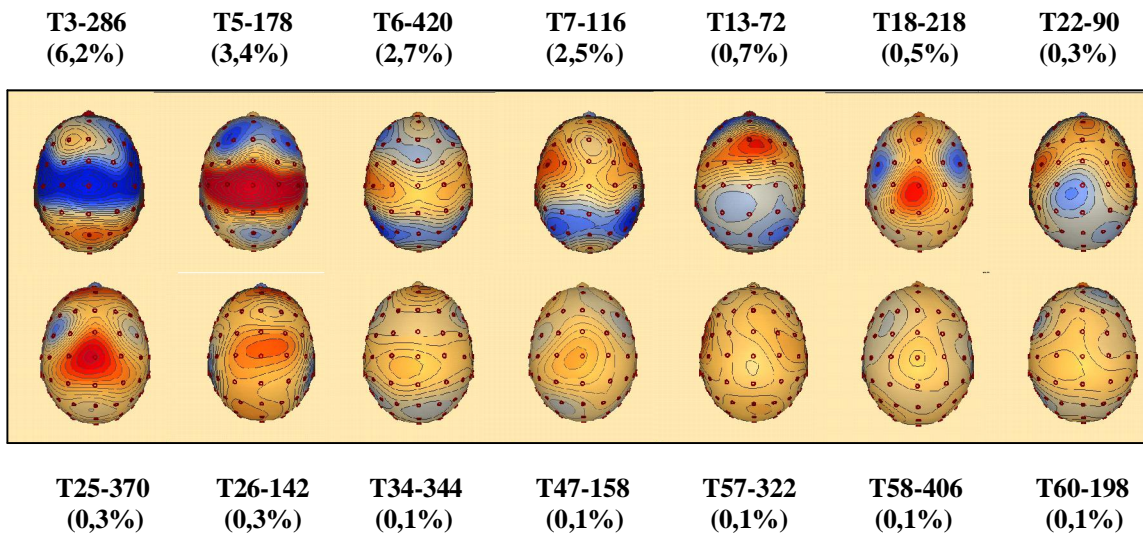 T3-286 T5-178 T6-420 T7-116 T13-72 T18-218 T22-90
(6,2%) (3,4%) (2,7%) (2,5%) (0,7%) (0,5%) (0,3%)
T25-370 T26-142 T34-344 T47-158 T57-322 T58-406 T60-198
(0,3%) (0,3%) (0,1%) (0,1%) (0,1%) (0,1%) (0,1%)